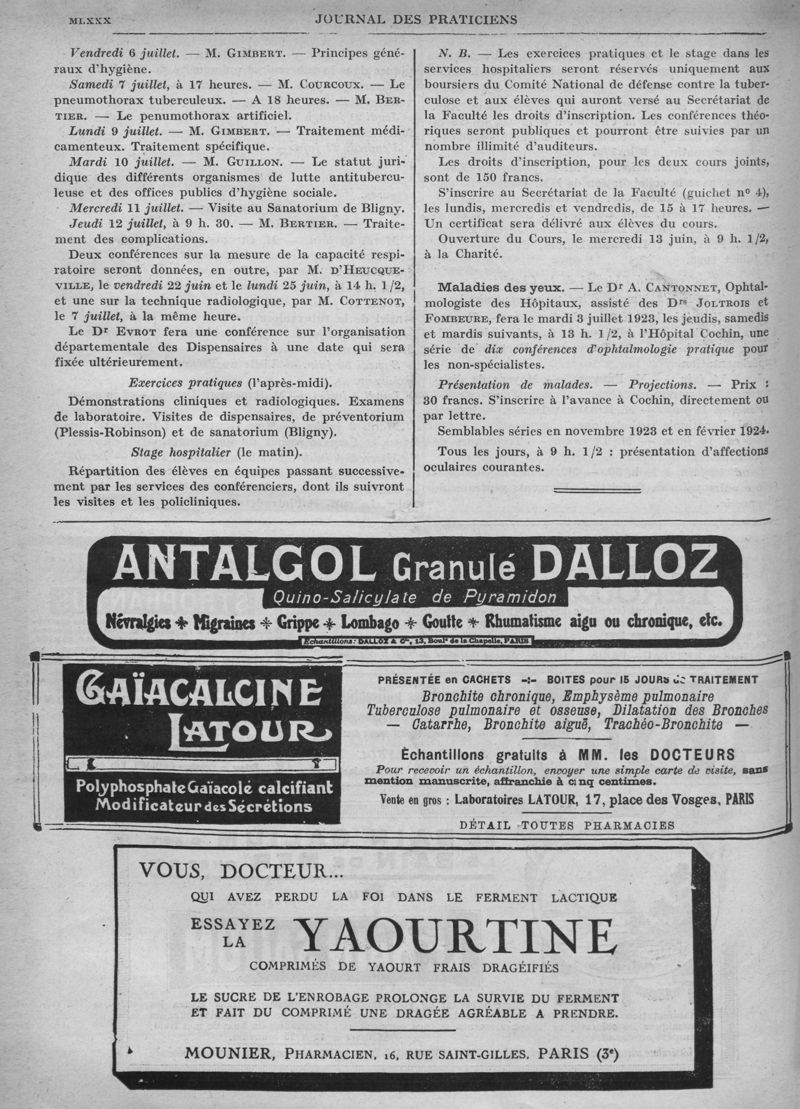 MLXXX
JOURNAL DES PRATICIENS
Vendredi 6 juillet. — M. GIMBERT. — Principes géné-
raux d'hygiène.
Samedi 7 juillet, à 17 heures. — M. COURCOUX. — Le
pneumothorax tuberculeux. — A 18 heures. — M. BER-
TIER. — Le penumothorax artificiel.
Lundi 9 juillet. — M. GIMBERT. — Traitement médi-
camenteux. Traitement spécifique.
Mardi 10 juillet. — M. GUILLON. — Le statut juri-
dique des différents organismes de lutte antitubercu-
leuse et des offices publics d'hygiène sociale.
Mercredi 11 juillet. — Visite au Sanatorium de Bligny.
Jeudi 12 juillet, à 9 h. 30. — M. BERTIER. — Traite-
ment des complications.
Deux conférences sur la mesure de la capacité respi-
ratoire seront données, en outre, par M. D'HEUCQUE-
VILLE, le vendredi 22 juin et le lundi 25 juin, à 14 h. 1/2,
et une sur la technique radiologique, par M. COTTENOT,
le 7 juillet, à la même heure.
Le Dr EVROT fera une conférence sur l'organisation
départementale des Dispensaires à une date qui sera
fixée ultérieurement.
Exercices pratiques (l'après-midi).
Démonstrations cliniques et radiologiques. Examens
de laboratoire. Visites de dispensaires, de préventorium
(Plessis-Robinson) et de sanatorium (Bligny).
Stage hospitalier (le matin).
Répartition des élèves en équipes passant successive-
ment par les services des conférenciers, dont ils suivront
les visites et les policliniques.
N. B. — Les exercices pratiques et le stage dans les
services hospitaliers seront réservés uniquement aux
boursiers du Comité National de défense contre la tuber-
culose et aux élèves qui auront versé au Secrétariat de
la Faculté les droits d'inscription. Les conférences théo-
riques seront publiques et pourront être suivies par un
nombre illimité d'auditeurs.
Les droits d'inscription, pour les deux cours joints,
sont de 150 francs.
S'inscrire au Secrétariat de la Faculté (guichet n° 4),
les lundis, mercredis et vendredis, de 15 à 17 heures. —
Un certificat sera délivré aux élèves du cours.
Ouverture du Cours, le mercredi 13 juin, à 9 h. 1/2,
à la Charité.
Maladies des yeux. — Le Dr A. CANTONNET, Ophtal-
mologiste des Hôpitaux, assisté des Drs JOLTROIS et
FOMBEURE, fera le mardi 3 juillet 1923, les jeudis, samedis
et mardis suivants, à 13 h. 1/2, à l'Hôpital Cochin, une
série de dix conférences d'ophtalmologie pratique pour
les non-spécialistes.
Présentation de malades. — Projections. — Prix :
30 francs. S'inscrire à l'avance à Cochin, directement ou
par lettre.
Semblables séries en novembre 1923 et en février 1924.
Tous les jours, à 9 h. 1/2 : présentation d'affections
oculaires courantes.
ANTALGOL Granulé DALLOZ
Quino-Salicylate de Pyramidon
Névralgies ✦ Migraines ✦ Grippe ✦ Lombago ✦ Goutte ✦ Rhumatisme aigu ou chronique, etc.
Échantillons: DALLOZ & Cie, 13, Boult de la Chapelle, PARIS
GAÏACALCINE
LATOUR
Polyphosphate Gaïacolé calcifiant
Modificateur des Sécrétions
PRÉSENTÉE en CACHETS -:- BOITES pour 15 JOURS de TRAITEMENT
Bronchite chronique, Emphysème pulmonaire
Tuberculose pulmonaire et osseuse, Dilatation des Bronches
— Catarrhe, Bronchite aiguë, Trachéo-Bronchite —
Échantillons gratuits à MM. les DOCTEURS
Pour recevoir un échantillon, envoyer une simple carte de visite, sans
mention manuscrite, affranchie à cinq centimes.
Vente en gros : Laboratoires LATOUR, 17, place des Vosges, PARIS
DÉTAIL - TOUTES PHARMACIES
VOUS, DOCTEUR...
QUI AVEZ PERDU LA FOI DANS LE FERMENT LACTIQUE
ESSAYEZ
LA
YAOURTINE
COMPRIMÉS DE YAOURT FRAIS DRAGÉIFIÉS
LE SUCRE DE L'ENROBAGE PROLONGE LA SURVIE DU FERMENT
ET FAIT DU COMPRIMÉ UNE DRAGÉE AGRÉABLE A PRENDRE.
MOUNIER, PHARMACIEN, 16, RUE SAINT-GILLES, PARIS (3e)